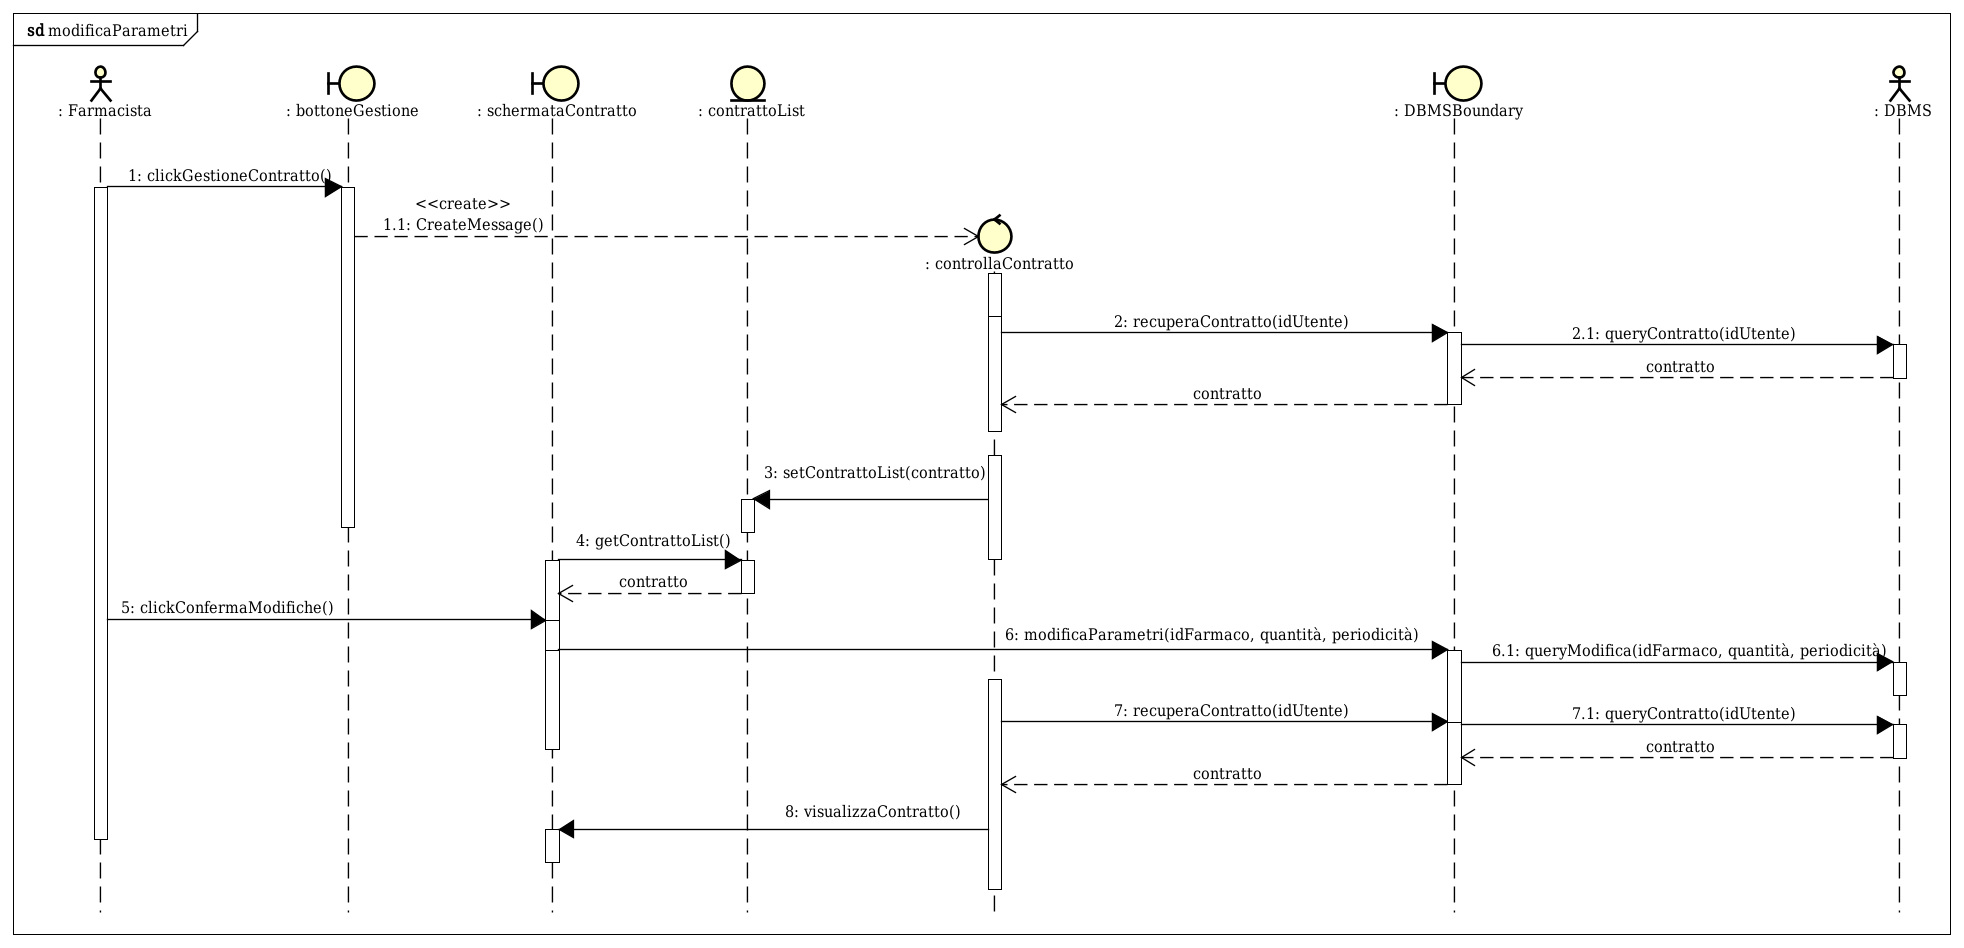 sd modificaParametri
: Farmacista
: bottoneGestione
: schermataContratto
: contrattoList
: DBMSBoundary
: DBMS
1: clickGestioneContratto()
<<create>>
1.1: CreateMessage()
: controllaContratto
2: recuperaContratto(idUtente)
2.1: queryContratto(idUtente)
contratto
contratto
3: setContrattoList(contratto)
4: getContrattoList()
contratto
5: clickConfermaModifiche()
6: modificaParametri(idFarmaco, quantità, periodicità)
6.1: queryModifica(idFarmaco, quantità, periodicità)
7: recuperaContratto(idUtente)
7.1: queryContratto(idUtente)
contratto
contratto
8: visualizzaContratto()